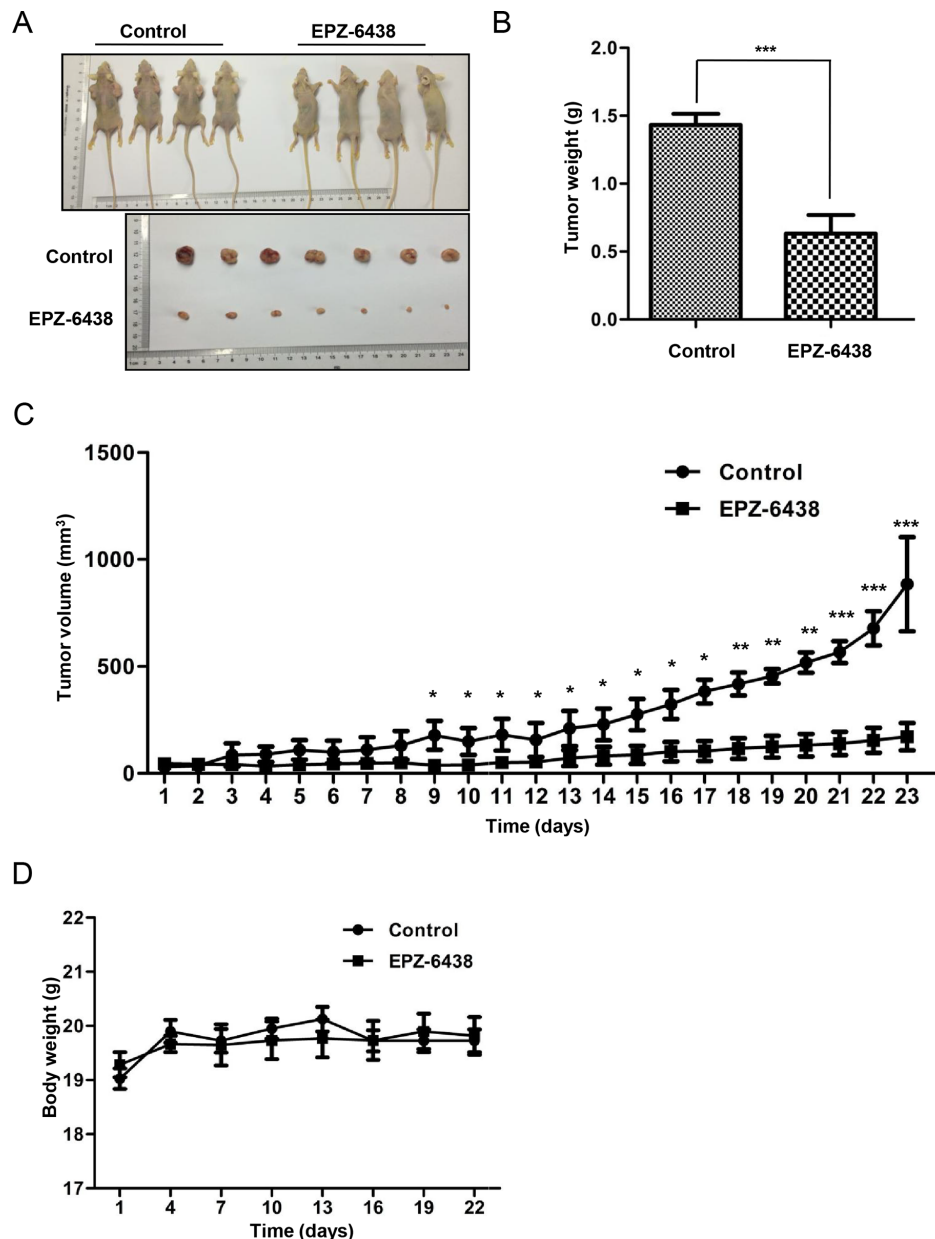 A
Control EPZ-6438
Control
EPZ-6438
B
***
2.0
1.5
1.0
0.5
0.0
Tumor weight (g)
Control EPZ-6438
C
1500
1000
500
0
Tumor volume (mm³)
Control
EPZ-6438
* * * * * * * * * ** ** ** *** *** ***
1 2 3 4 5 6 7 8 9 10 11 12 13 14 15 16 17 18 19 20 21 22 23
Time (days)
D
22
21
20
19
18
17
Body weight (g)
Control
EPZ-6438
1 4 7 10 13 16 19 22
Time (days)